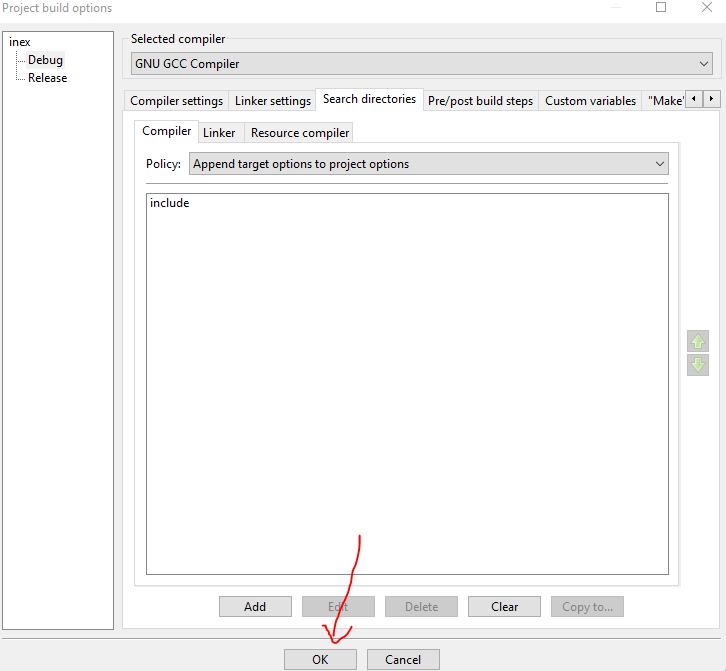 Project build options
inex
Debug
Release
Selected compiler
GNU GCC Compiler
Compiler settings Linker settings Search directories Pre/post build steps Custom variables "Make"
Compiler Linker Resource compiler
Policy: Append target options to project options
include
Add Edit Delete Clear Copy to...
OK Cancel